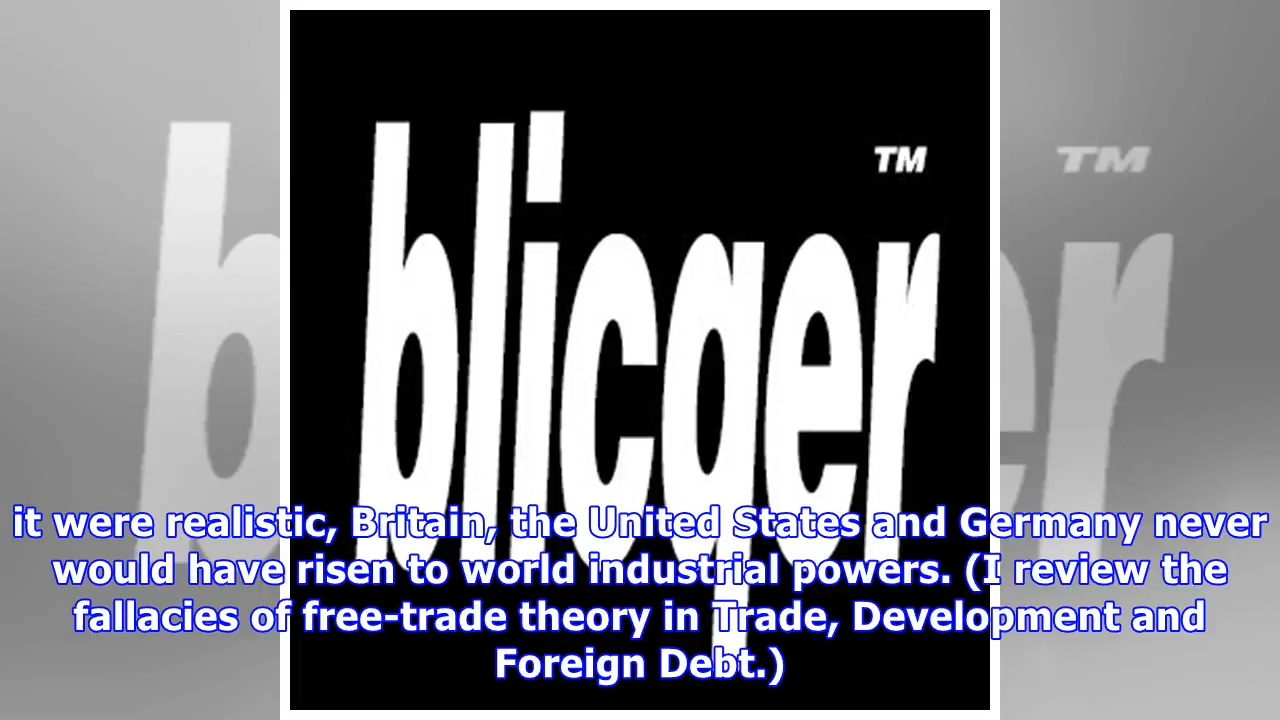 blicqer
TM
TM
it were realistic, Britain, the United States and Germany never
would have risen to world industrial powers. (I review the
fallacies of free-trade theory in Trade, Development and
Foreign Debt.)